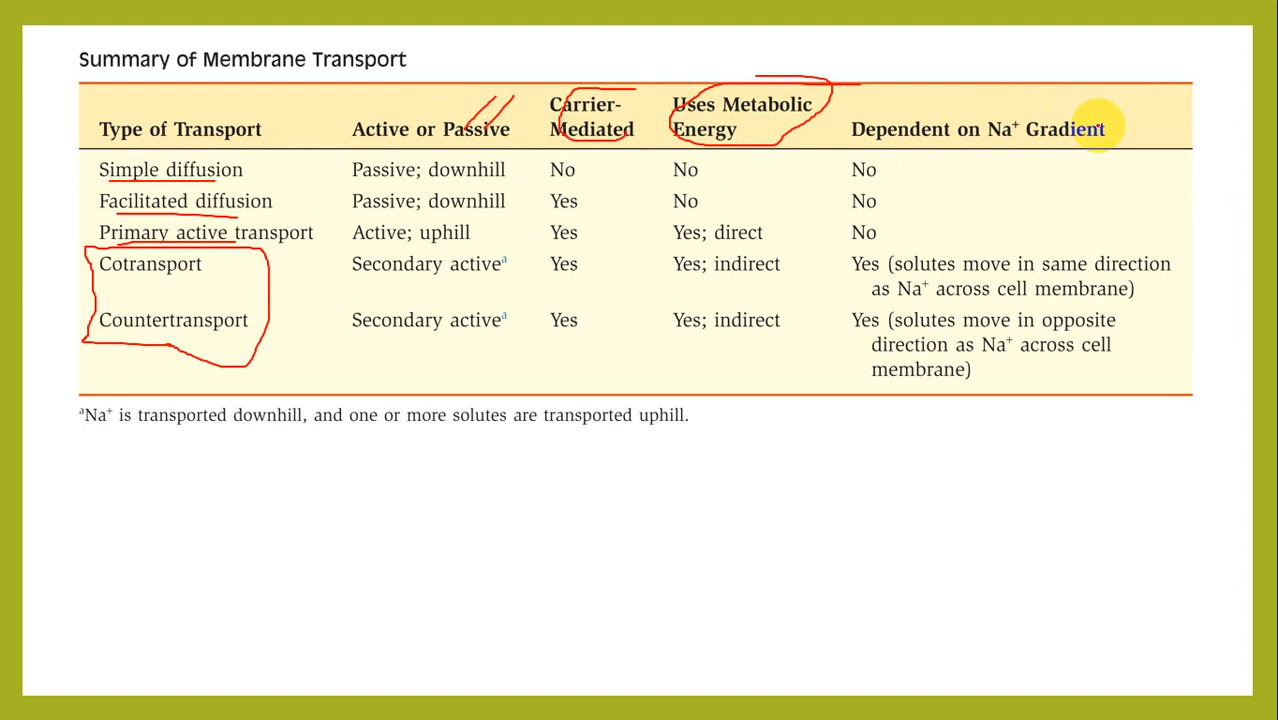 Summary of Membrane Transport
Type of Transport Active or Passive Carrier-Mediated Uses Metabolic Energy Dependent on Na⁺ Gradient
Simple diffusion Passive; downhill No No No
Facilitated diffusion Passive; downhill Yes No No
Primary active transport Active; uphill Yes Yes; direct No
Cotransport Secondary activeᵃ Yes Yes; indirect Yes (solutes move in same direction
as Na⁺ across cell membrane)
Countertransport Secondary activeᵃ Yes Yes; indirect Yes (solutes move in opposite
direction as Na⁺ across cell
membrane)
ᵃNa⁺ is transported downhill, and one or more solutes are transported uphill.